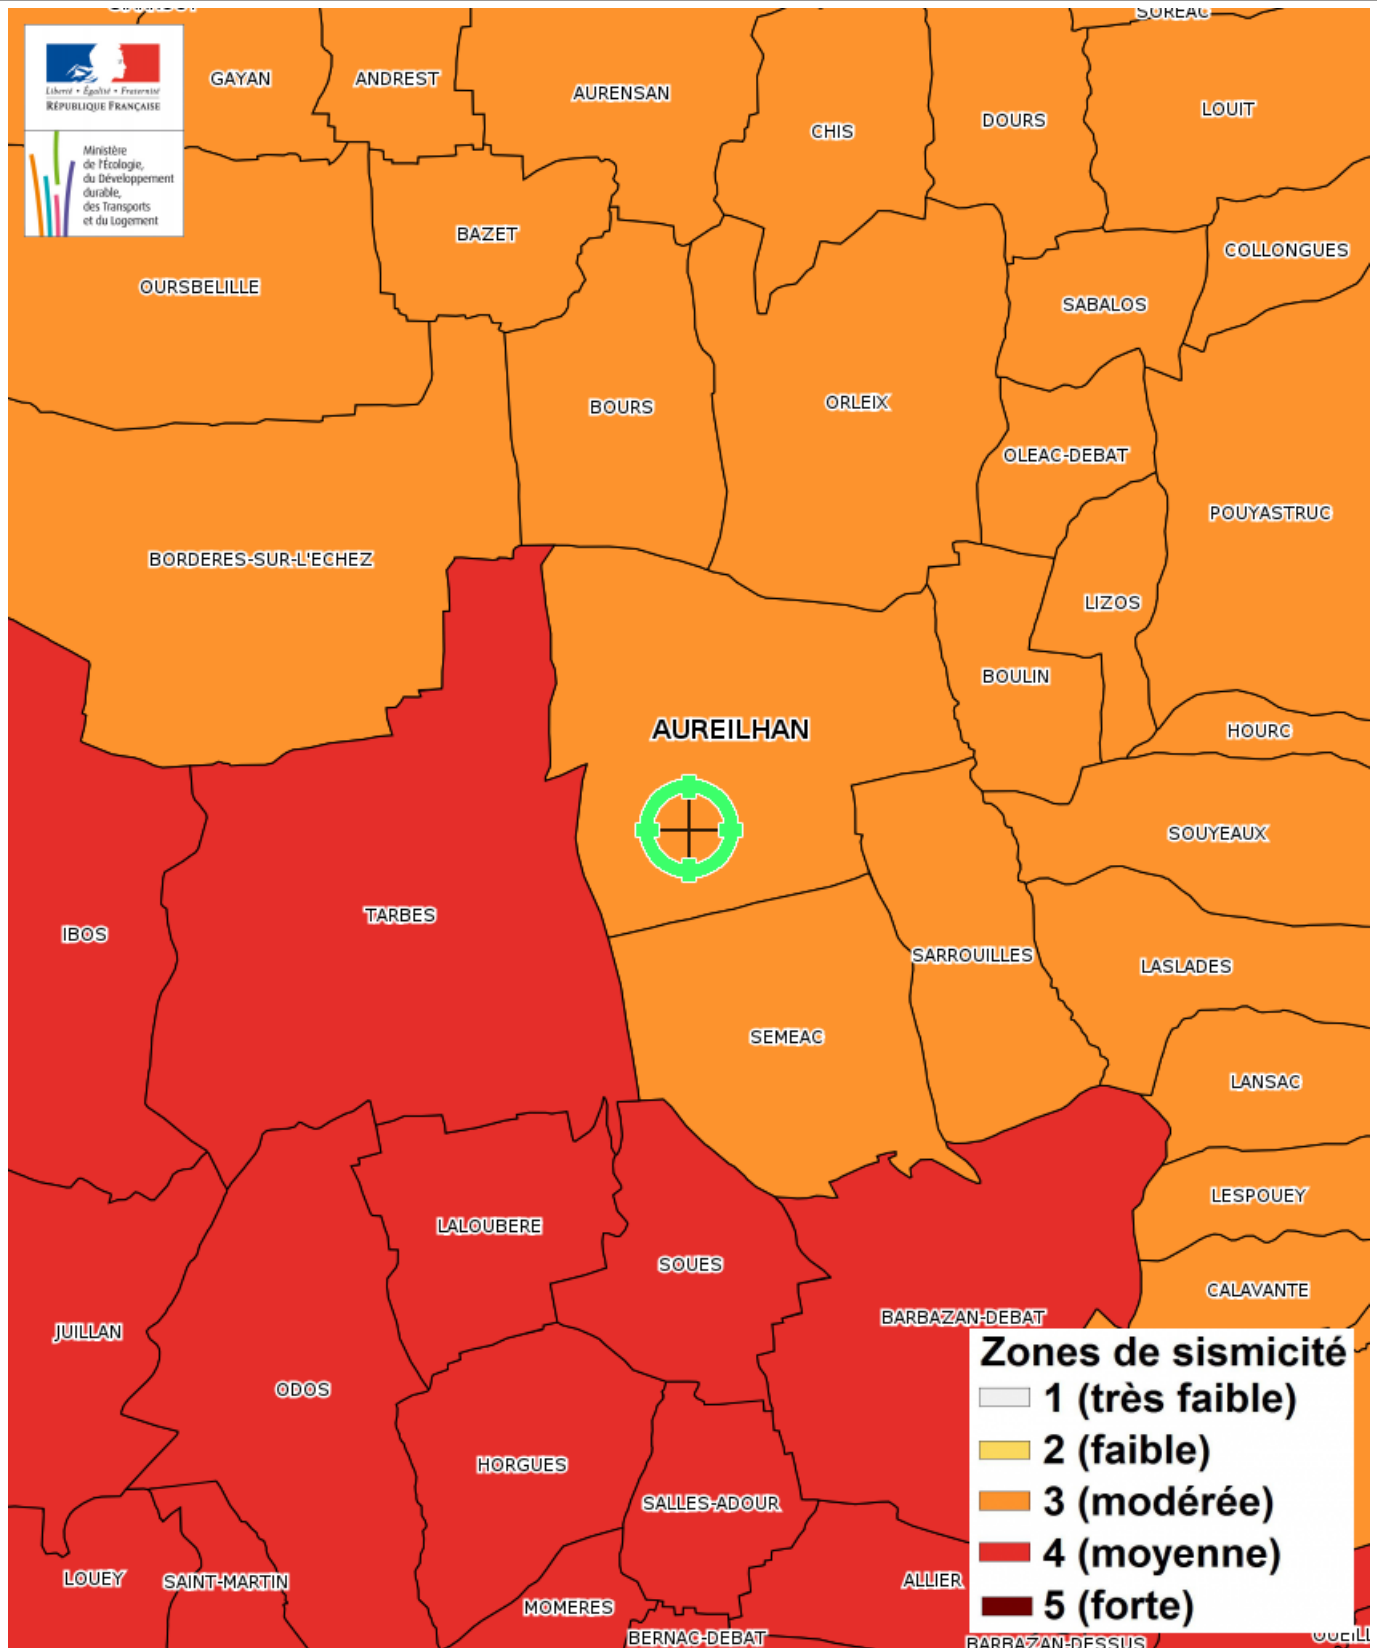 SOREAC
Liberté • Égalité • Fraternité
RÉPUBLIQUE FRANÇAISE
Ministère
de l'Écologie,
du Développement
durable,
des Transports
et du Logement
GAYAN
ANDREST
AURENSAN
CHIS
DOURS
LOUIT
BAZET
COLLONGUES
OURSBELILLE
SABALOS
BOURS
ORLEIX
OLEAC-DEBAT
POUYASTRUC
BORDERES-SUR-L'ECHEZ
LIZOS
BOULIN
AUREILHAN
HOURC
SOUYEAUX
TARBES
IBOS
SARROUILLES
LASLADES
SEMEAC
LANSAC
LESPOUEY
LALOUBERE
SOUES
CALAVANTE
BARBAZAN-DEBAT
JUILLAN
ODOS
HORGUES
SALLES-ADOUR
LOUEY
SAINT-MARTIN
ALLIER
MOMERES
BERNAC-DEBAT
BARBAZAN-DESSUS
Zones de sismicité
1 (très faible)
2 (faible)
3 (modérée)
4 (moyenne)
5 (forte)